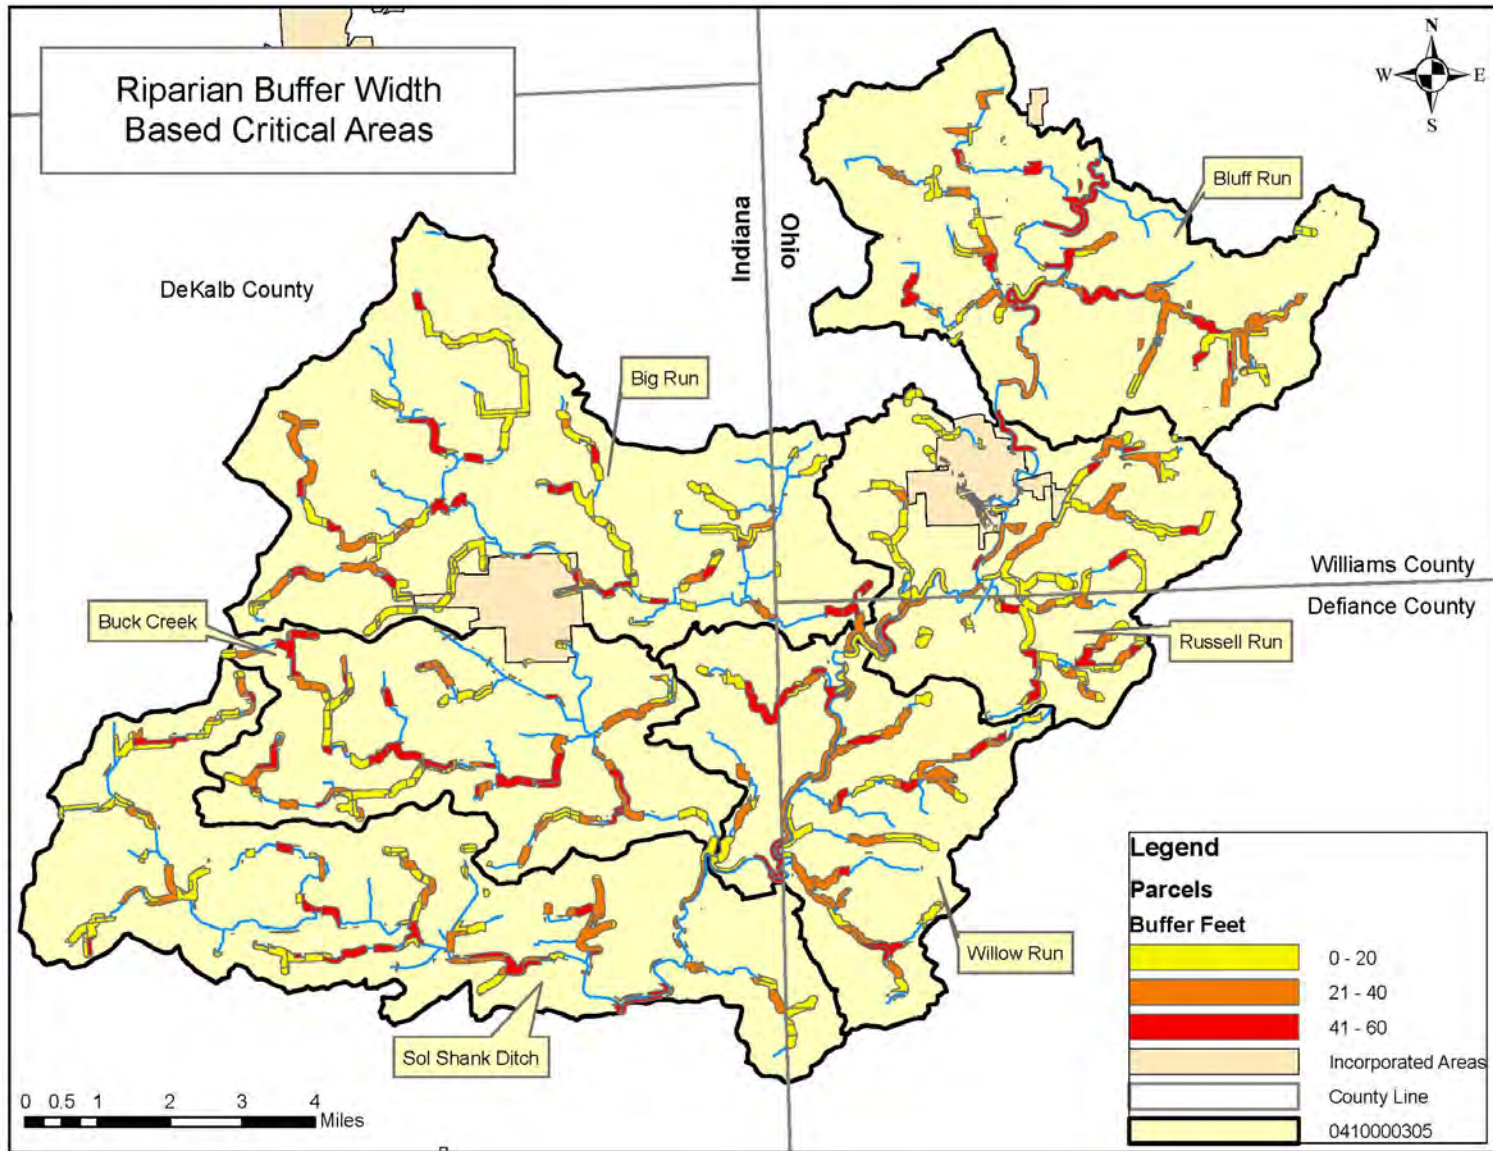 Riparian Buffer Width
Based Critical Areas
N
W
E
S
Indiana
Ohio
Bluff Run
DeKalb County
Big Run
Williams County
Defiance County
Buck Creek
Russell Run
Willow Run
Sol Shank Ditch
Legend
Parcels
Buffer Feet
0 - 20
21 - 40
41 - 60
Incorporated Areas
County Line
0410000305
0 0.5 1 2 3 4
Miles